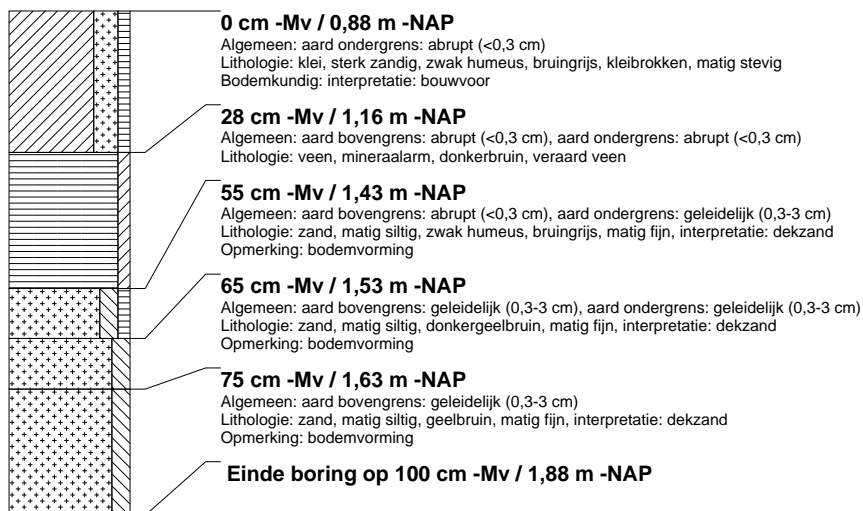 0 cm -Mv / 0,88 m -NAP
Algemeen: aard ondergrens: abrupt (<0,3 cm)
Lithologie: klei, sterk zandig, zwak humeus, bruingrijs, kleibrokken, matig stevig
Bodemkundig: interpretatie: bouwvoor
28 cm -Mv / 1,16 m -NAP
Algemeen: aard bovengrens: abrupt (<0,3 cm), aard ondergrens: abrupt (<0,3 cm)
Lithologie: veen, mineraalarm, donkerbruin, veraard veen
55 cm -Mv / 1,43 m -NAP
Algemeen: aard bovengrens: abrupt (<0,3 cm), aard ondergrens: geleidelijk (0,3-3 cm)
Lithologie: zand, matig siltig, zwak humeus, bruingrijs, matig fijn, interpretatie: dekzand
Opmerking: bodemvorming
65 cm -Mv / 1,53 m -NAP
Algemeen: aard bovengrens: geleidelijk (0,3-3 cm), aard ondergrens: geleidelijk (0,3-3 cm)
Lithologie: zand, matig siltig, donkergeelbruin, matig fijn, interpretatie: dekzand
Opmerking: bodemvorming
75 cm -Mv / 1,63 m -NAP
Algemeen: aard bovengrens: geleidelijk (0,3-3 cm)
Lithologie: zand, matig siltig, geelbruin, matig fijn, interpretatie: dekzand
Opmerking: bodemvorming
Einde boring op 100 cm -Mv / 1,88 m -NAP